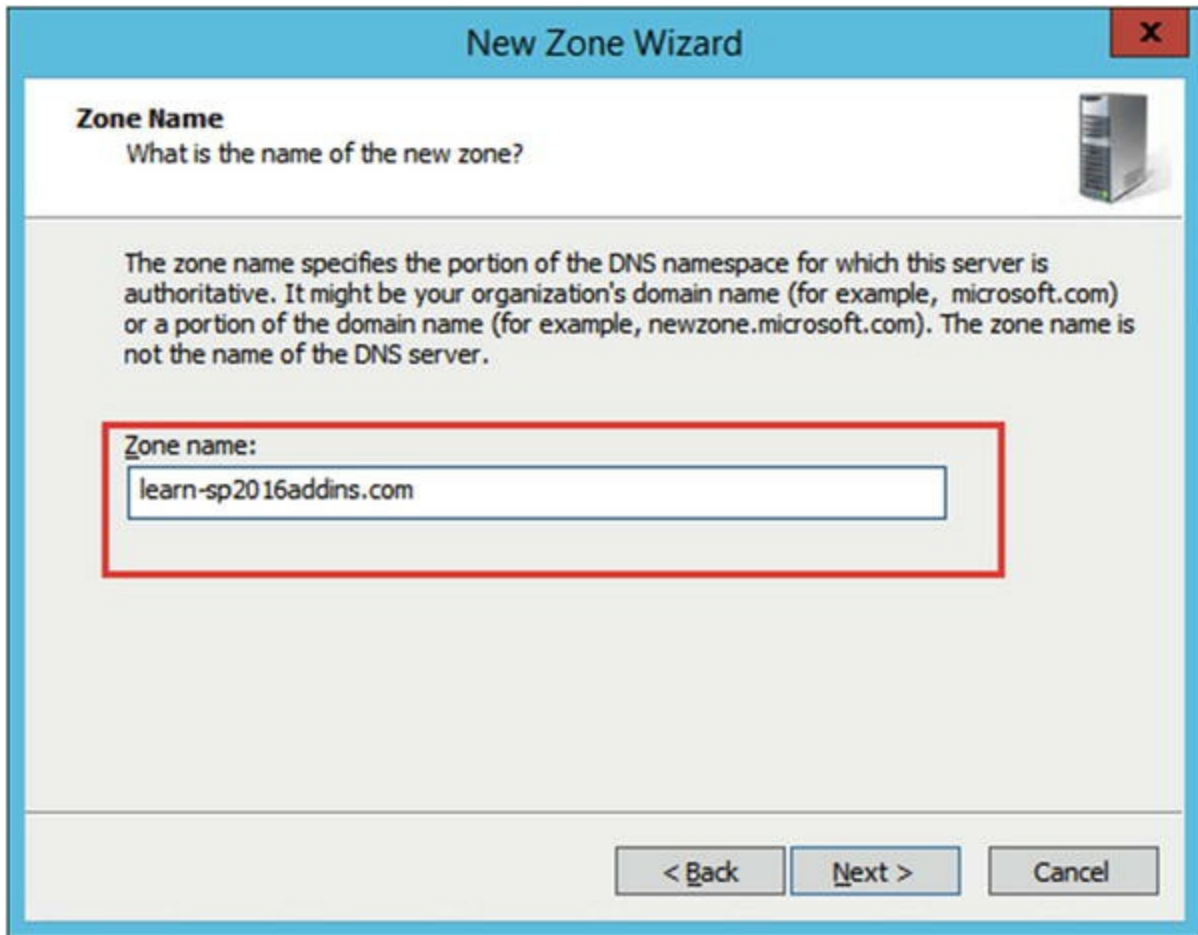 New Zone Wizard
x
Zone Name
What is the name of the new zone?
The zone name specifies the portion of the DNS namespace for which this server is
authoritative. It might be your organization's domain name (for example, microsoft.com)
or a portion of the domain name (for example, newzone.microsoft.com). The zone name is
not the name of the DNS server.
Zone name:
learn-sp2016addins.com
< Back
Next >
Cancel